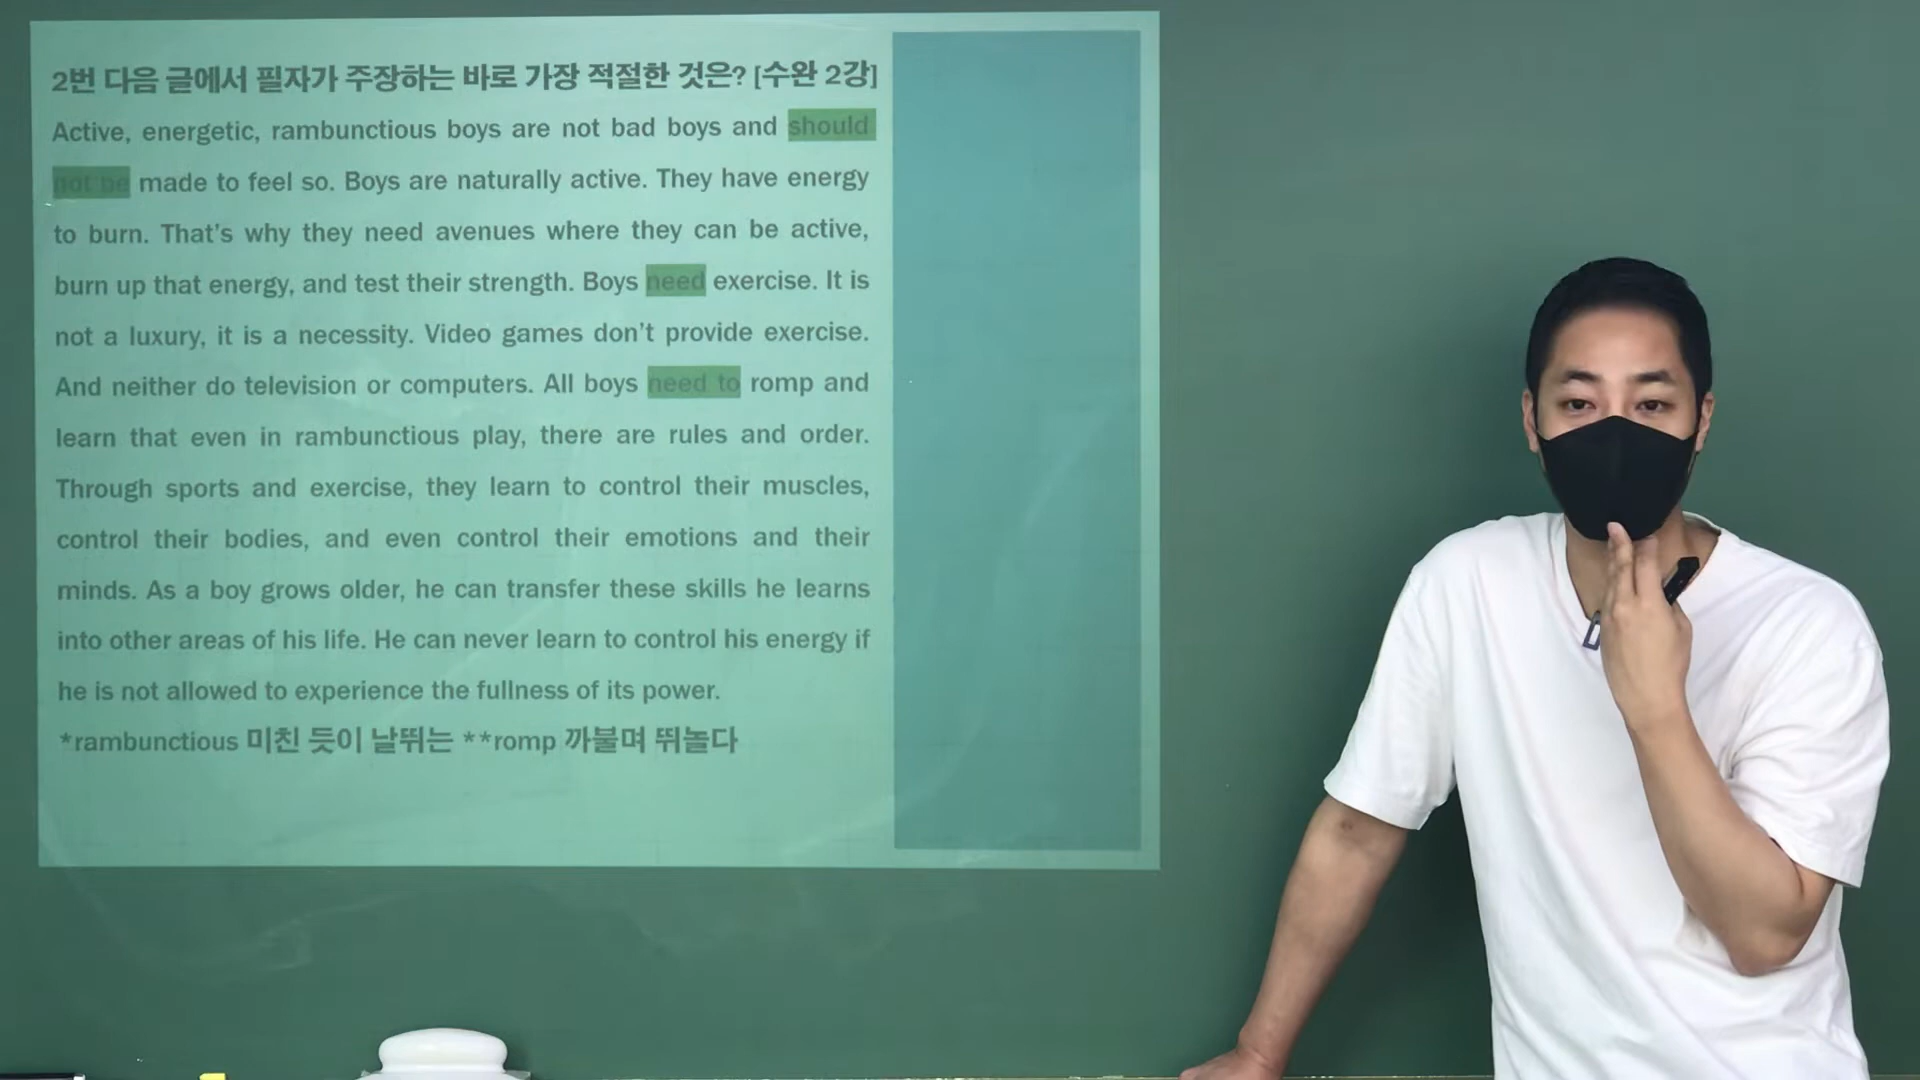 2번 다음 글에서 필자가 주장하는 바로 가장 적절한 것은? [수완 2강]
Active, energetic, rambunctious boys are not bad boys and should
not be made to feel so. Boys are naturally active. They have energy
to burn. That's why they need avenues where they can be active,
burn up that energy, and test their strength. Boys need exercise. It is
not a luxury, it is a necessity. Video games don't provide exercise.
And neither do television or computers. All boys need to romp and
learn that even in rambunctious play, there are rules and order.
Through sports and exercise, they learn to control their muscles,
control their bodies, and even control their emotions and their
minds. As a boy grows older, he can transfer these skills he learns
into other areas of his life. He can never learn to control his energy if
he is not allowed to experience the fullness of its power.
*rambunctious 미친 듯이 날뛰는 **romp 까불며 뛰놀다